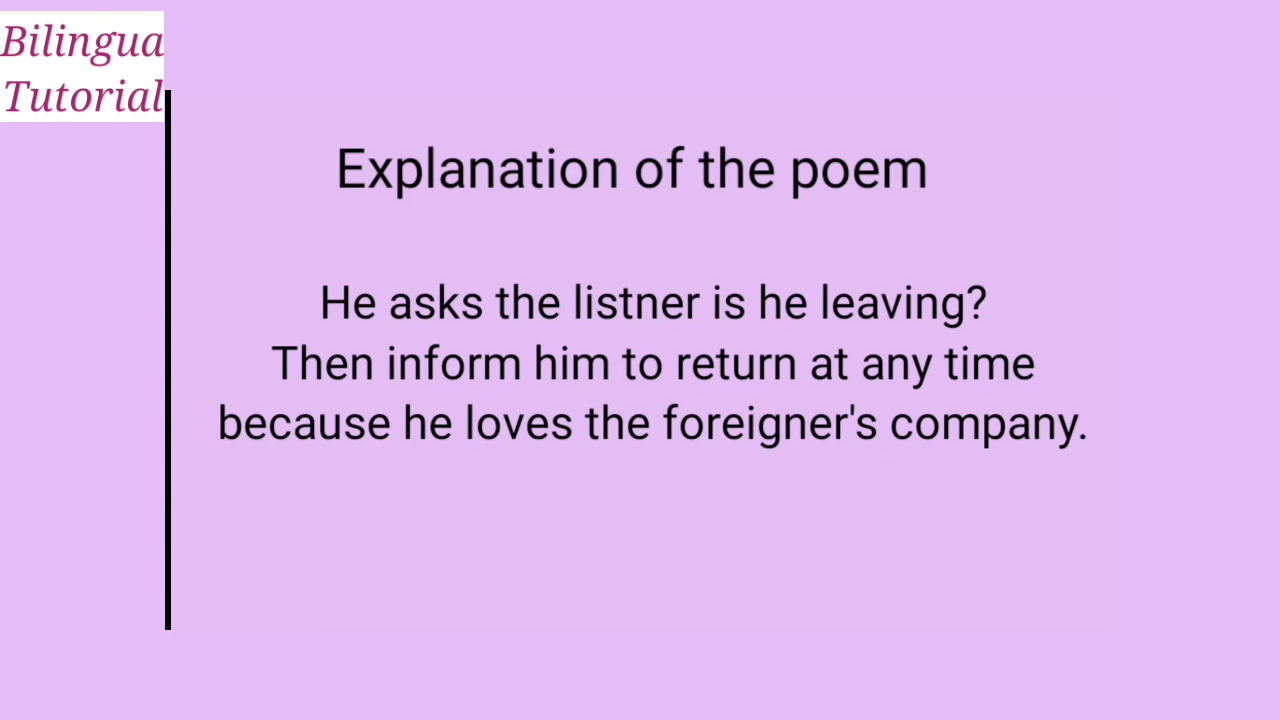 Bilingua
Tutorial
Explanation of the poem
He asks the listner is he leaving?
Then inform him to return at any time
because he loves the foreigner's company.